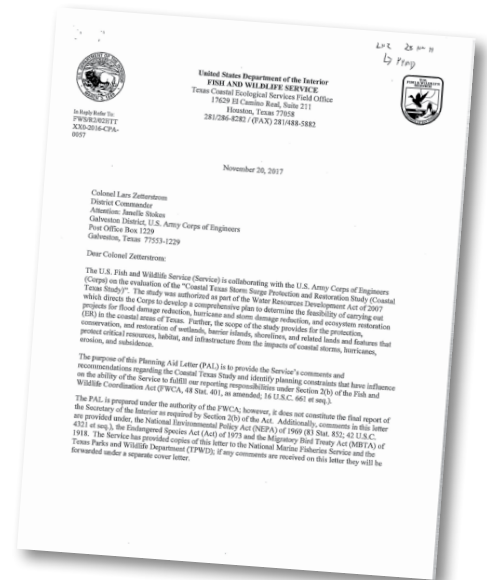 United States Department of the Interior
FISH AND WILDLIFE SERVICE
Texas Coastal Ecological Services Field Office
17629 El Camino Real, Suite 211
Houston, Texas 77058
281/286-8282 / (FAX) 281/488-5882
In Reply Refer To:
FWS/R2/02ETTX
XX0-2016-CPA-
0037
November 20, 2017
Colonel Lars Zetterstrom
District Commander
Attention: Janelle Stokes
Galveston District, U.S. Army Corps of Engineers
Post Office Box 1229
Galveston, Texas 77553-1229
Dear Colonel Zetterstrom:
The U.S. Fish and Wildlife Service (Service) is collaborating with the U.S. Army Corps of Engineers
(Corps) on the evaluation of the “Coastal Texas Storm Surge Protection and Restoration Study (Coastal
Texas Study)”. The study was authorized as part of the Water Resources Development Act of 2007
which directs the Corps to develop a comprehensive plan to determine the feasibility of carrying out
projects for flood damage reduction, hurricane and storm damage reduction, and ecosystem restoration
(ER) in the coastal areas of Texas. Further, the scope of the study provides for the protection,
conservation, and restoration of wetlands, barrier islands, shorelines, and related lands and features that
protect critical resources, habitat, and infrastructure from the impacts of coastal storms, hurricanes,
erosion, and subsidence.
The purpose of this Planning Aid Letter (PAL) is to provide the Service's comments and
recommendations regarding the Coastal Texas Study and identify planning constraints that have influence
on the ability of the Service to fulfill our reporting responsibilities under Section 2(b) of the Fish and
Wildlife Coordination Act (FWCA, 48 Stat. 401, as amended; 16 U.S.C. 661 et seq.).
The PAL is prepared under the authority of the FWCA; however, it does not constitute the final report of
the Secretary of the Interior as required by Section 2(b) of the Act. Additionally, comments in this letter
are provided under, the National Environmental Policy Act (NEPA) of 1969 (83 Stat. 852; 42 U.S.C.
4321 et seq.), the Endangered Species Act (Act) of 1973 and the Migratory Bird Treaty Act (MBTA) of
1918. The Service has provided copies of this letter to the National Marine Fisheries Service and the
Texas Parks and Wildlife Department (TPWD); if any comments are received on this letter they will be
forwarded under a separate cover letter.